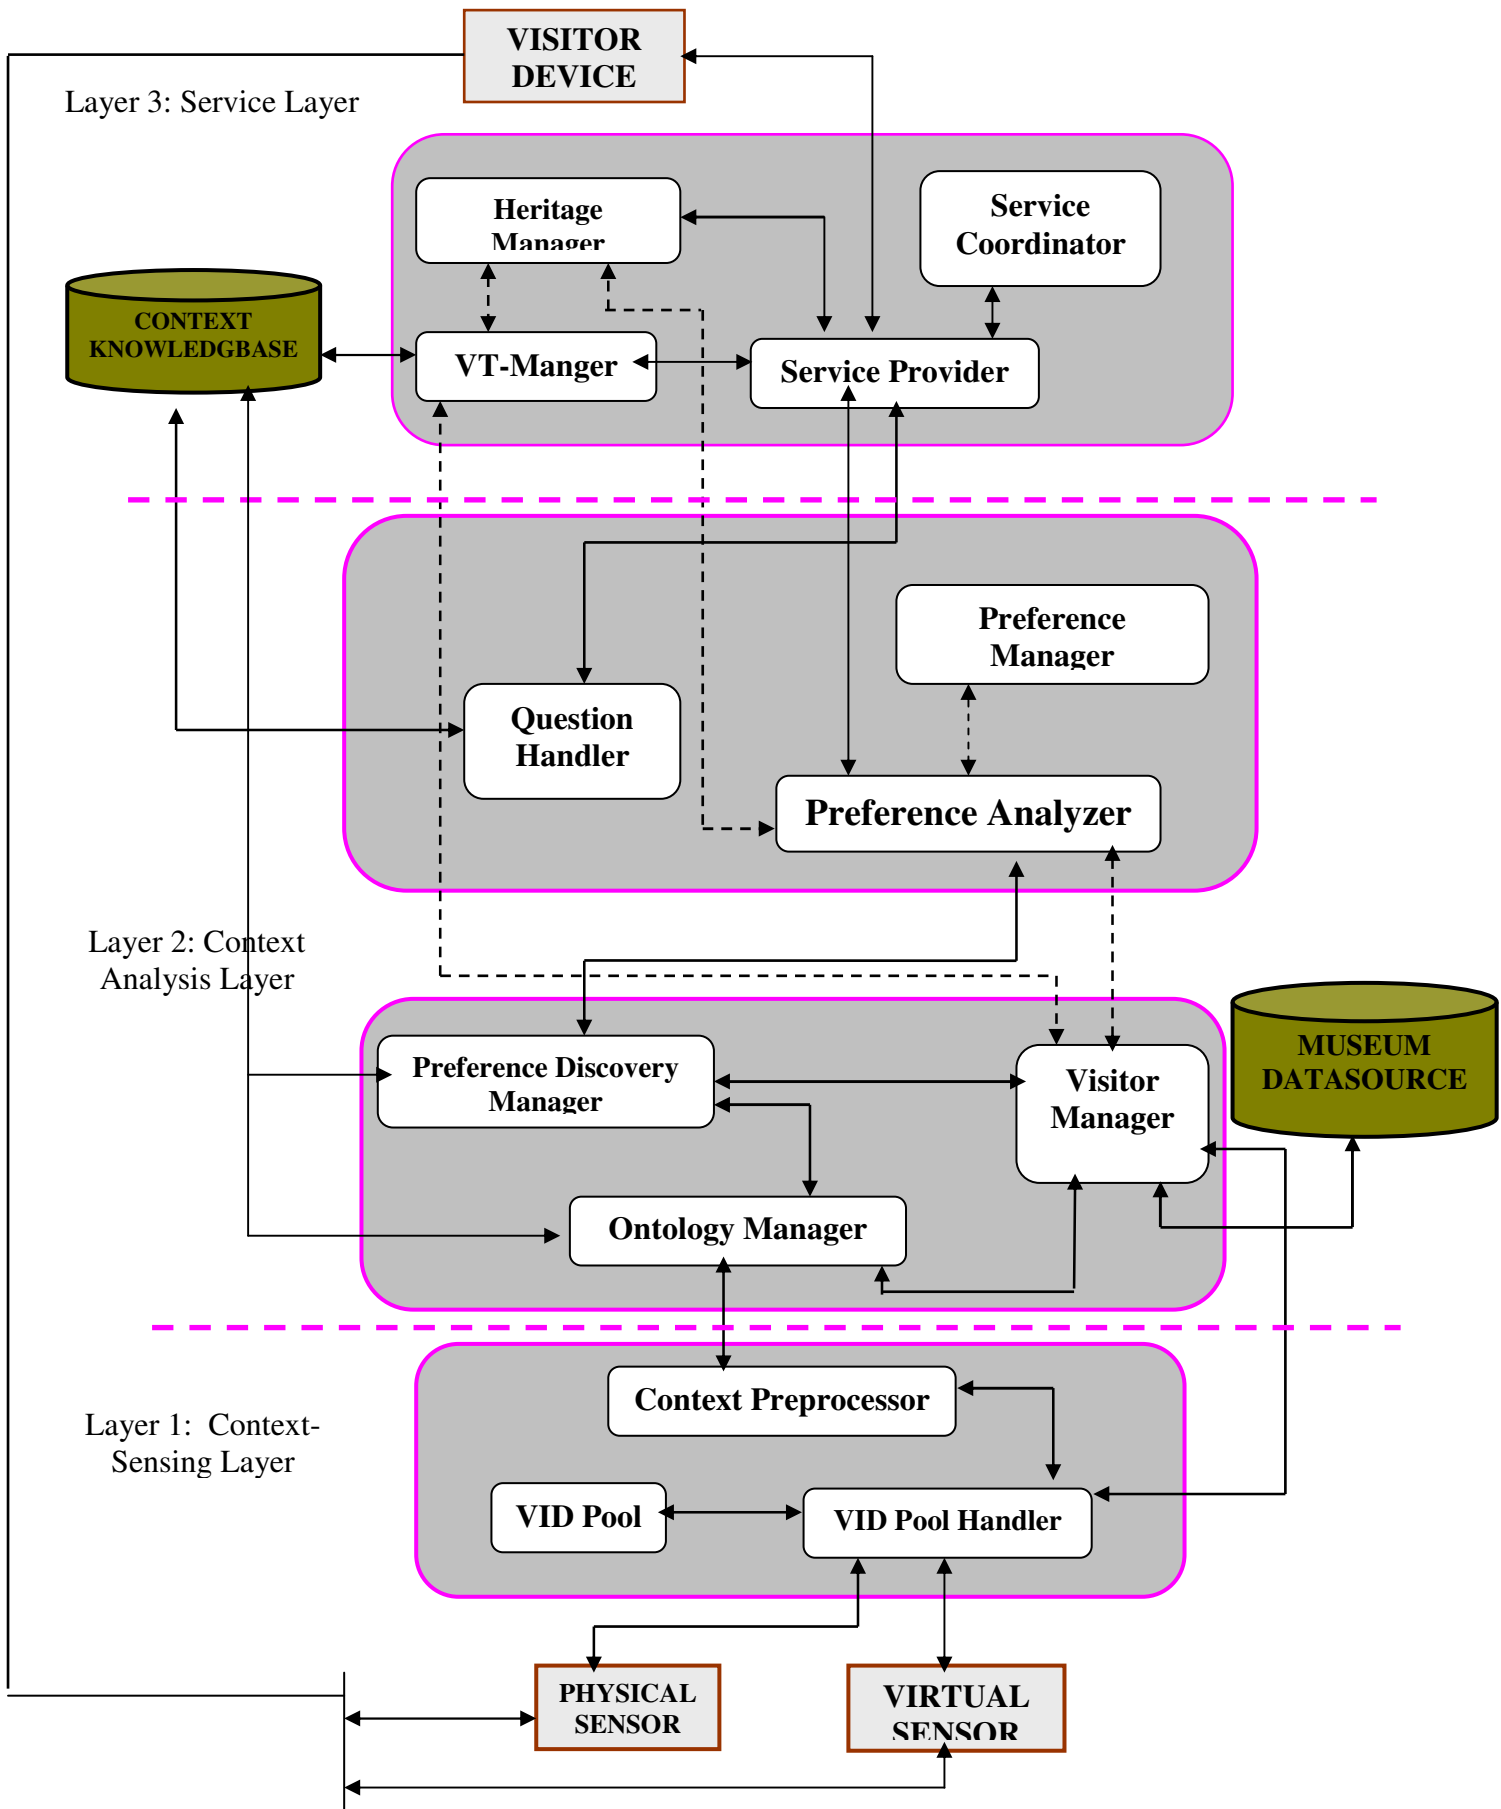 VISITOR
DEVICE
Layer 3: Service Layer
Heritage
Manager
Service
Coordinator
CONTEXT
KNOWLEDGBASE
VT-Manger
Service Provider
Preference
Manager
Question
Handler
Preference Analyzer
Layer 2: Context
Analysis Layer
MUSEUM
DATASOURCE
Preference Discovery
Manager
Visitor
Manager
Ontology Manager
Context Preprocessor
Layer 1:  Context-
Sensing Layer
VID Pool
VID Pool Handler
PHYSICAL
SENSOR
VIRTUAL
SENSOR